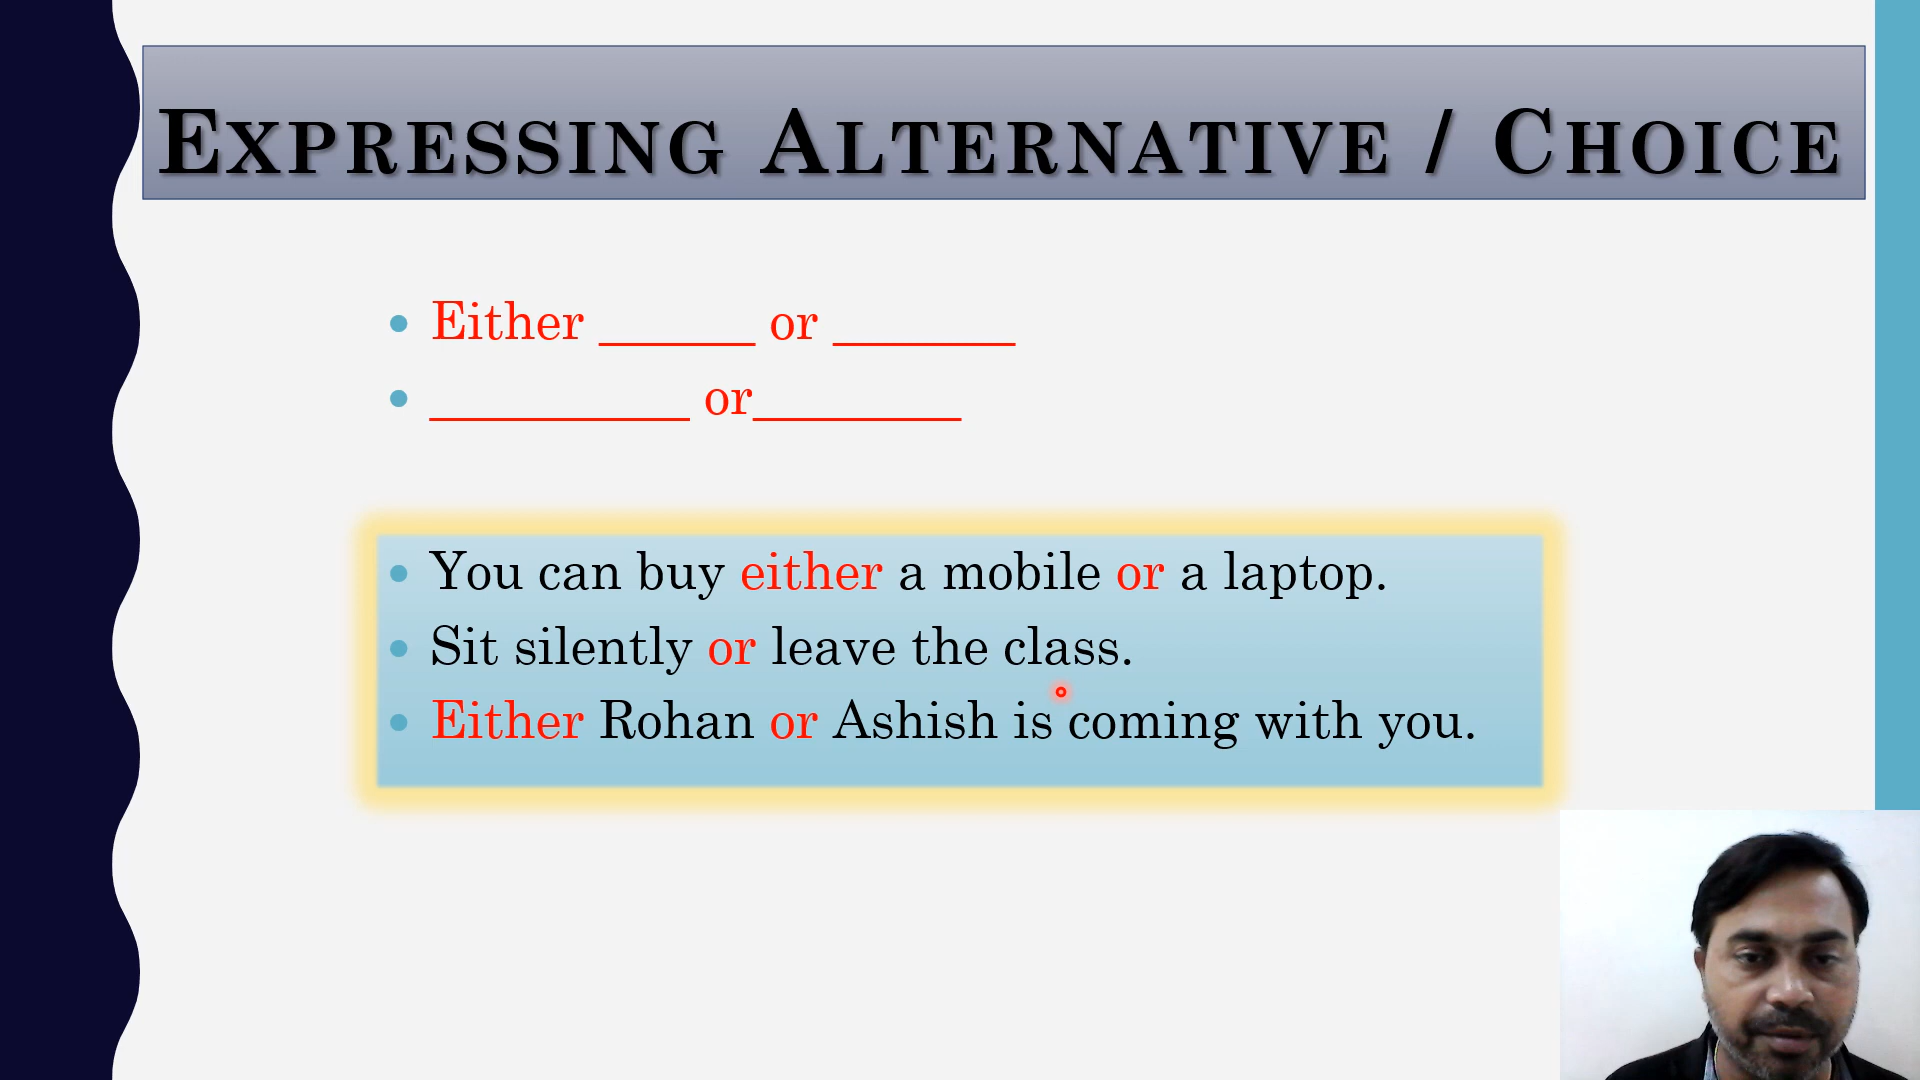 Expressing Alternative / Choice
• Either ______ or _______
• __________ or________
• You can buy either a mobile or a laptop.
• Sit silently or leave the class.
• Either Rohan or Ashish is coming with you.